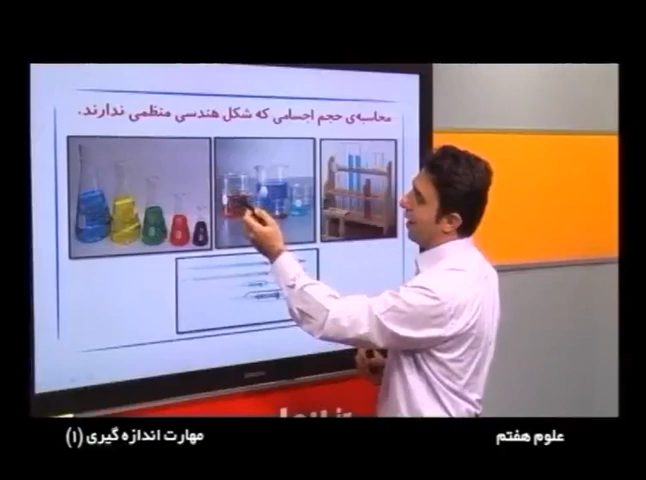 محاسبه‌ی حجم اجسامی که شکل هندسی منظمی ندارند.
علوم هفتم
مهارت اندازه گیری (۱)